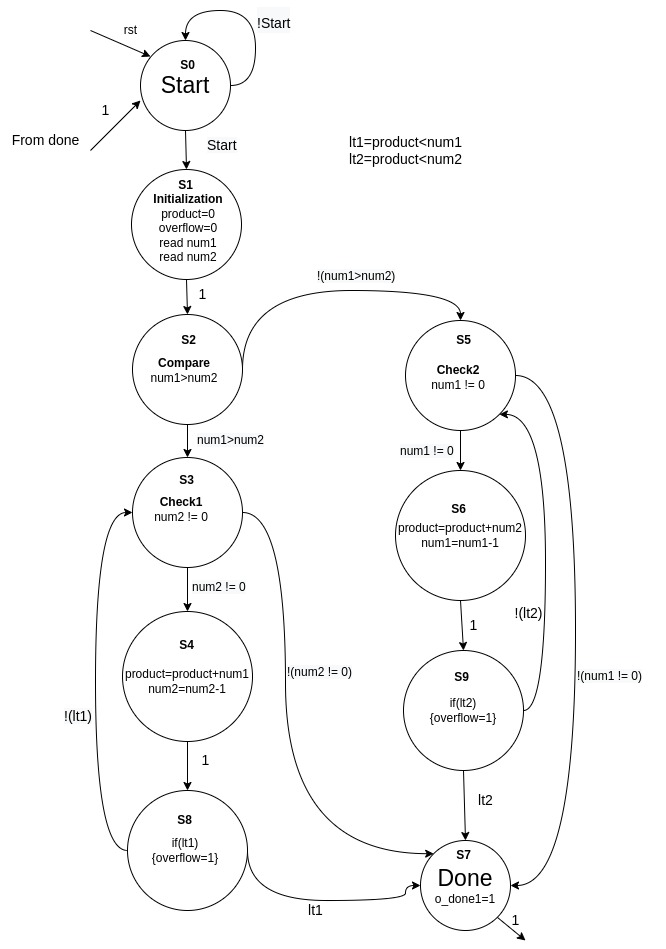 !Start
rst
S0
Start
1
From done
Start
lt1=product<num1
lt2=product<num2
S1
Initialization
product=0
overflow=0
read num1
read num2
1
!(num1>num2)
S2
Compare
num1>num2
S5
Check2
num1 != 0
num1>num2
num1 != 0
S3
Check1
num2 != 0
S6
product=product+num2
num1=num1-1
num2 != 0
!(lt2)
1
S4
product=product+num1
num2=num2-1
!(num2 != 0)
!(num1 != 0)
S9
if(lt2)
{overflow=1}
!(lt1)
1
lt2
S8
if(lt1)
{overflow=1}
S7
Done
o_done1=1
lt1
1